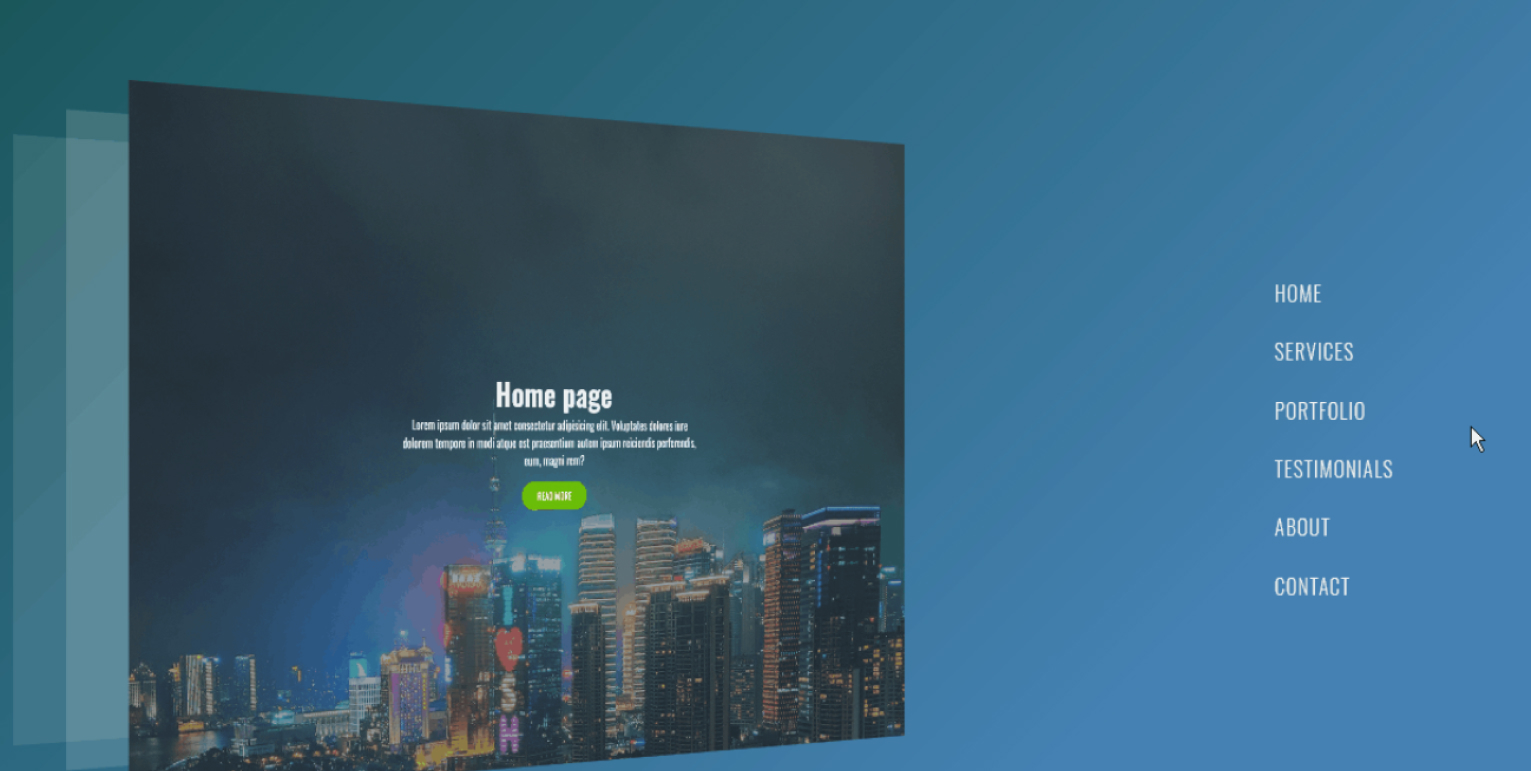 Home page
Lorem ipsum dolor sit amet consectetur adipisicing elit. Voluptates dolores iure
dolorem tempore in modi atque est praesentium autem ipsum reiciendis perferendis,
eum, magni rem?
READ MORE
HOME
SERVICES
PORTFOLIO
TESTIMONIALS
ABOUT
CONTACT